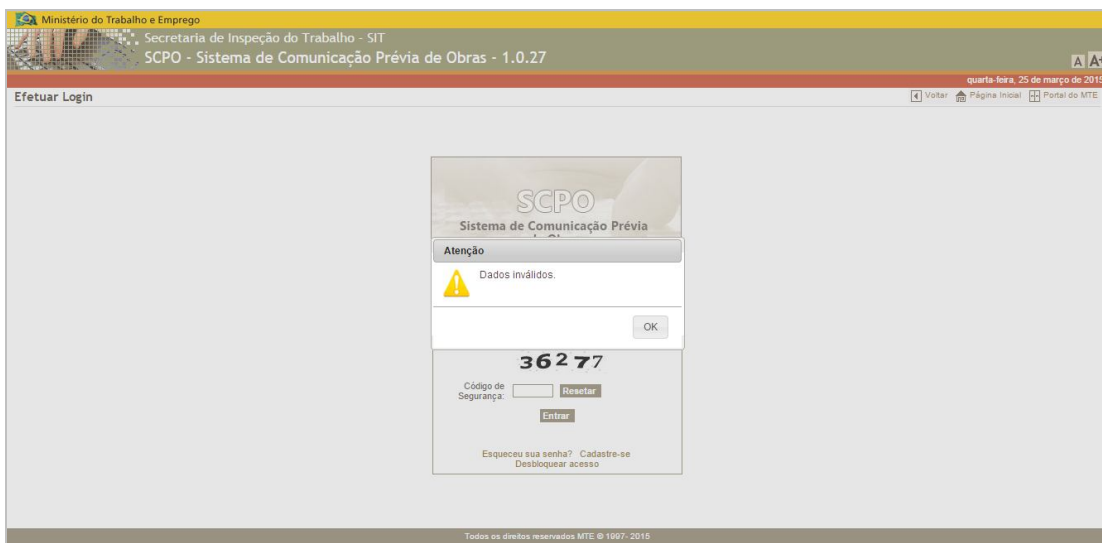 Ministério do Trabalho e Emprego
Secretaria de Inspeção do Trabalho - SIT
SCPO - Sistema de Comunicação Prévia de Obras - 1.0.27
A A+
quarta-feira, 25 de março de 2015
Efetuar Login
Voltar Página Inicial Portal do MTE
SCPO
Sistema de Comunicação Prévia
Atenção
Dados inválidos.
OK
36277
Código de
Segurança:
Resetar
Entrar
Esqueceu sua senha? Cadastre-se
Desbloquear acesso
Todos os direitos reservados MTE © 1997- 2015